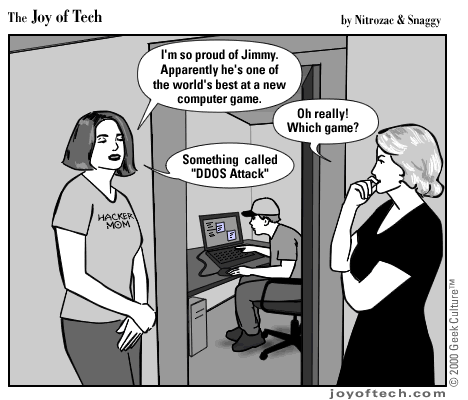 The Joy of Tech
by Nitrozac & Snaggy
I'm so proud of Jimmy.
Apparently he's one of
the world's best at a new
computer game.
Oh really!
Which game?
Something called
"DDOS Attack"
HACKER
MOM
© 2000 Geek Culture™
joyoftech.com